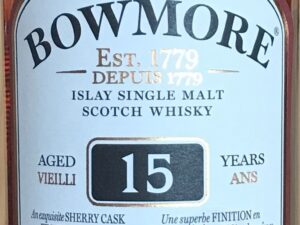 BOWMORE®
EST. 1779
DEPUIS 1779
ISLAY SINGLE MALT
SCOTCH WHISKY
AGED 15 YEARS
VIEILLI ANS
An exquisite SHERRY CASK Une superbe FINITION en